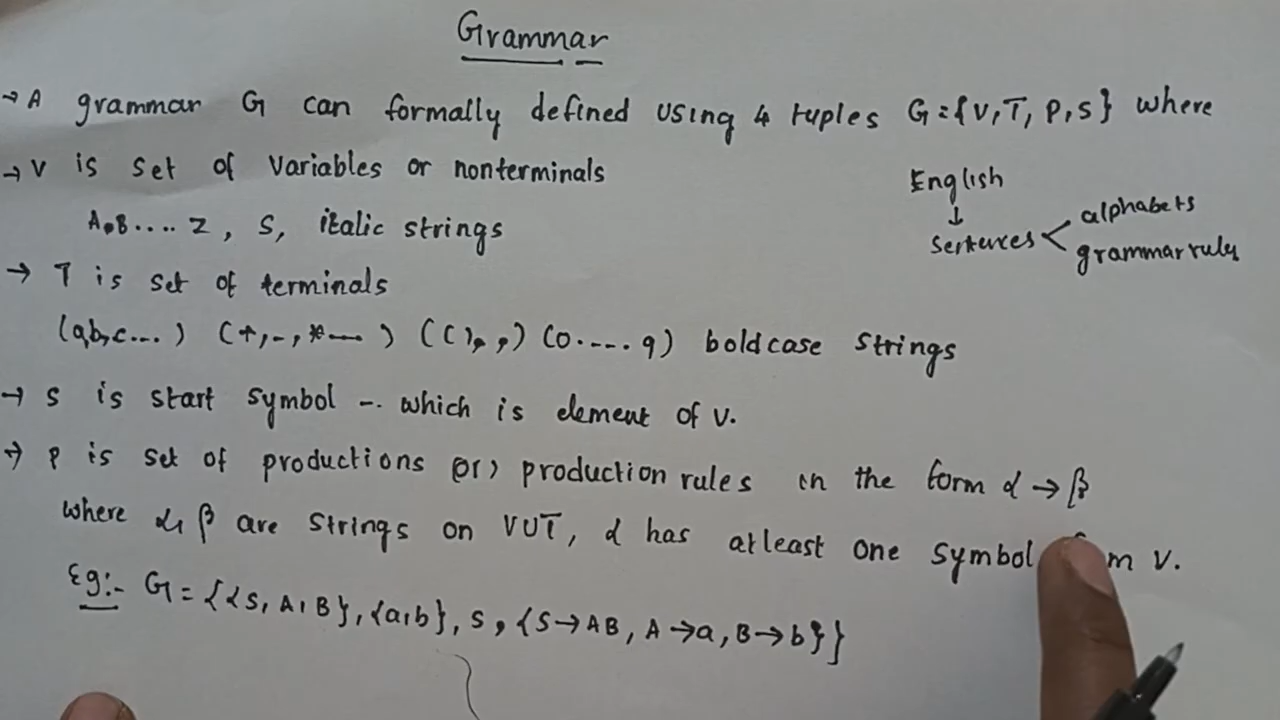 Grammar
→ A grammar G can formally defined using 4 tuples G={V,T,P,S} where
→ V is set of variables or nonterminals
A,B....Z, S, italic strings
English
↓
sentences < alphabets
grammar rules
→ T is set of terminals
(a,b,c...) (+,-,*---) ((),,) (0....9) boldcase strings
→ S is start symbol -. which is element of V.
→ P is set of productions (or) production rules in the form α→β
where α, β are strings on VUT, α has atleast one symbol V.
Eg:- G={{S,A,B},{a,b},S,{S→AB,A→a,B→b}}